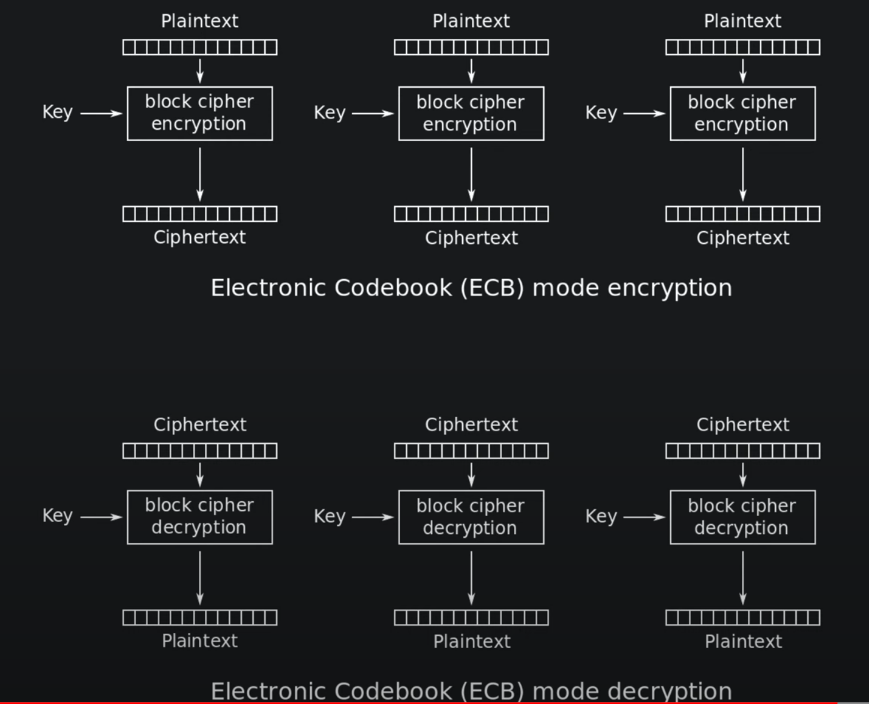 Plaintext Plaintext Plaintext
Key block cipher encryption Key block cipher encryption Key block cipher encryption
Ciphertext Ciphertext Ciphertext
Electronic Codebook (ECB) mode encryption
Ciphertext Ciphertext Ciphertext
Key block cipher decryption Key block cipher decryption Key block cipher decryption
Plaintext Plaintext Plaintext
Electronic Codebook (ECB) mode decryption